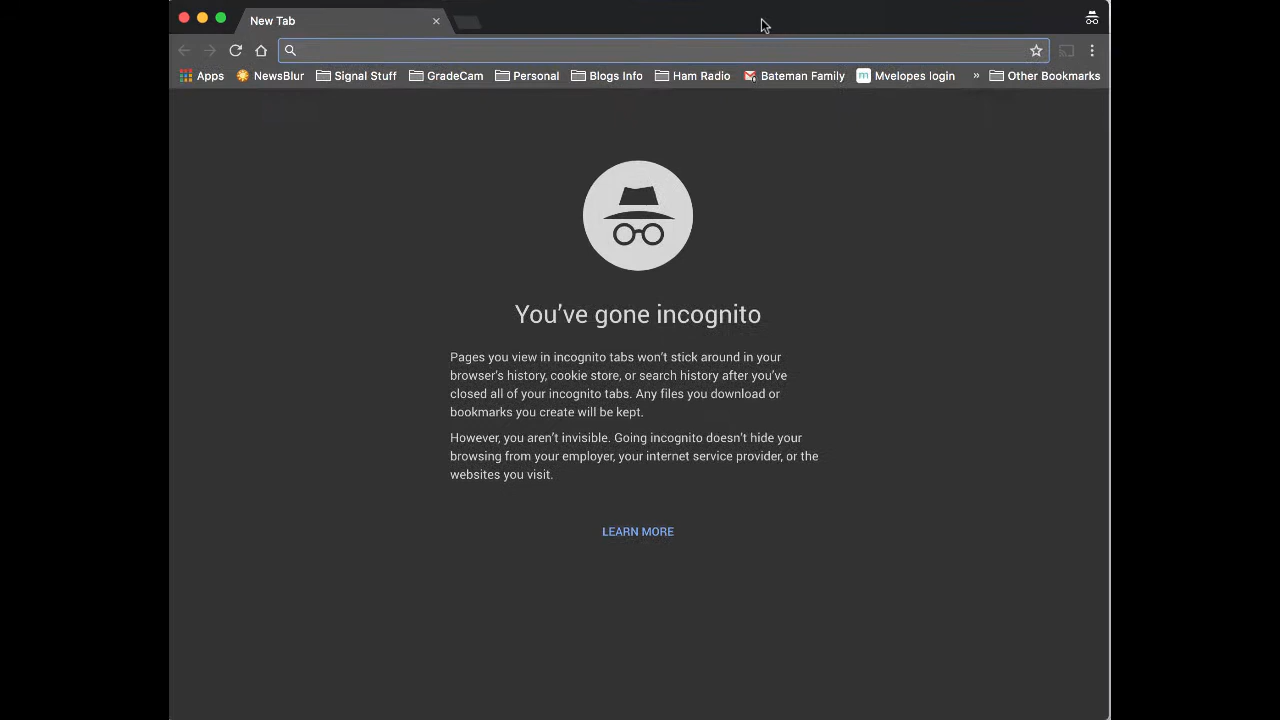 New Tab
Apps NewsBlur Signal Stuff GradeCam Personal Blogs Info Ham Radio Bateman Family Mvelopes login » Other Bookmarks
You've gone incognito
Pages you view in incognito tabs won't stick around in your
browser's history, cookie store, or search history after you've
closed all of your incognito tabs. Any files you download or
bookmarks you create will be kept.
However, you aren't invisible. Going incognito doesn't hide your
browsing from your employer, your internet service provider, or the
websites you visit.
LEARN MORE